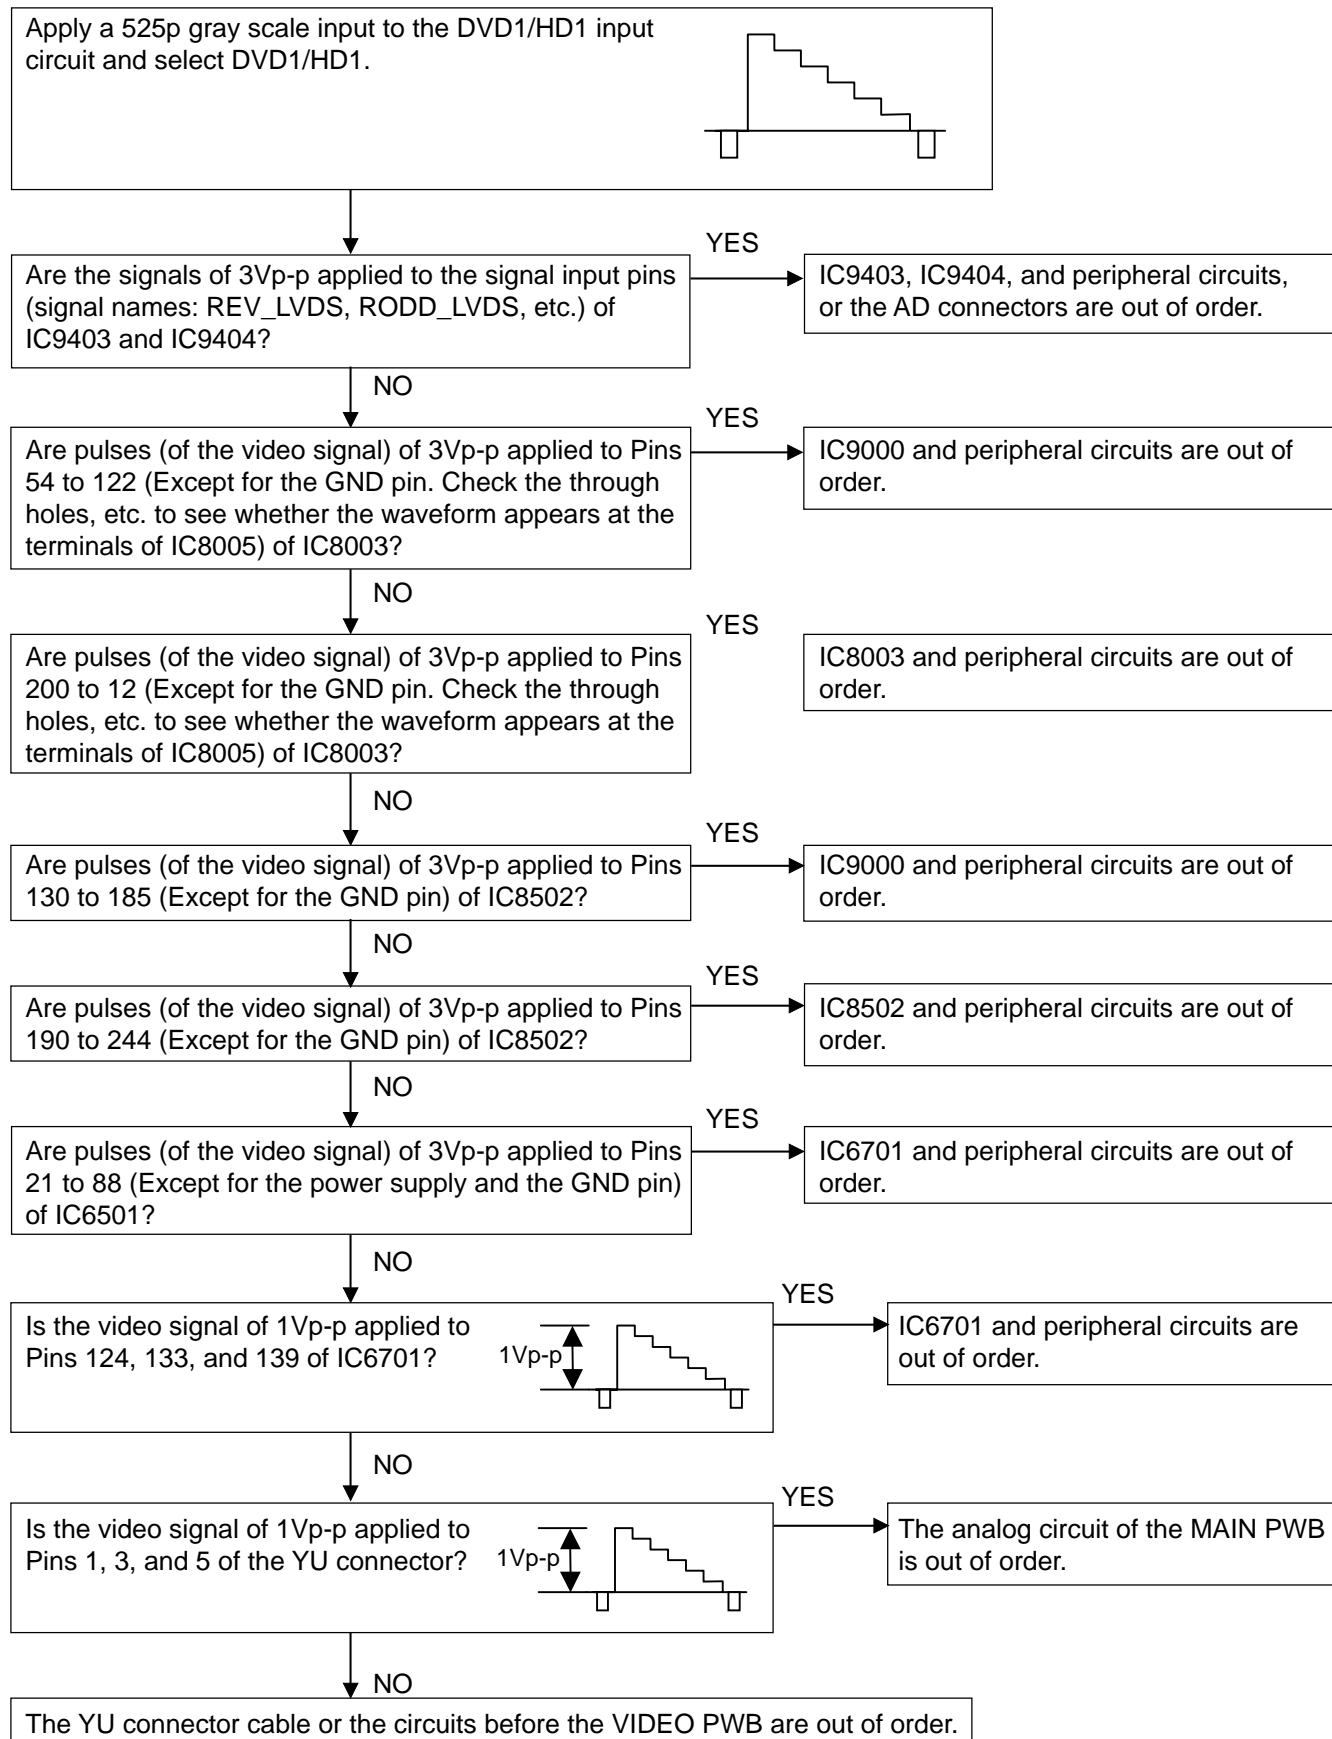 Apply a 525p gray scale input to the DVD1/HD1 input
circuit and select DVD1/HD1.
YES
Are the signals of 3Vp-p applied to the signal input pins
(signal names: REV_LVDS, RODD_LVDS, etc.) of
IC9403 and IC9404?
IC9403, IC9404, and peripheral circuits,
or the AD connectors are out of order.
NO
YES
Are pulses (of the video signal) of 3Vp-p applied to Pins
54 to 122 (Except for the GND pin. Check the through
holes, etc. to see whether the waveform appears at the
terminals of IC8005) of IC8003?
IC9000 and peripheral circuits are out of
order.
NO
YES
Are pulses (of the video signal) of 3Vp-p applied to Pins
200 to 12 (Except for the GND pin. Check the through
holes, etc. to see whether the waveform appears at the
terminals of IC8005) of IC8003?
IC8003 and peripheral circuits are out of
order.
NO
YES
Are pulses (of the video signal) of 3Vp-p applied to Pins
130 to 185 (Except for the GND pin) of IC8502?
IC9000 and peripheral circuits are out of
order.
NO
YES
Are pulses (of the video signal) of 3Vp-p applied to Pins
190 to 244 (Except for the GND pin) of IC8502?
IC8502 and peripheral circuits are out of
order.
NO
YES
Are pulses (of the video signal) of 3Vp-p applied to Pins
21 to 88 (Except for the power supply and the GND pin)
of IC6501?
IC6701 and peripheral circuits are out of
order.
NO
YES
Is the video signal of 1Vp-p applied to
Pins 124, 133, and 139 of IC6701?
1Vp-p
IC6701 and peripheral circuits are
out of order.
NO
YES
Is the video signal of 1Vp-p applied to
Pins 1, 3, and 5 of the YU connector?
1Vp-p
The analog circuit of the MAIN PWB
is out of order.
NO
The YU connector cable or the circuits before the VIDEO PWB are out of order.